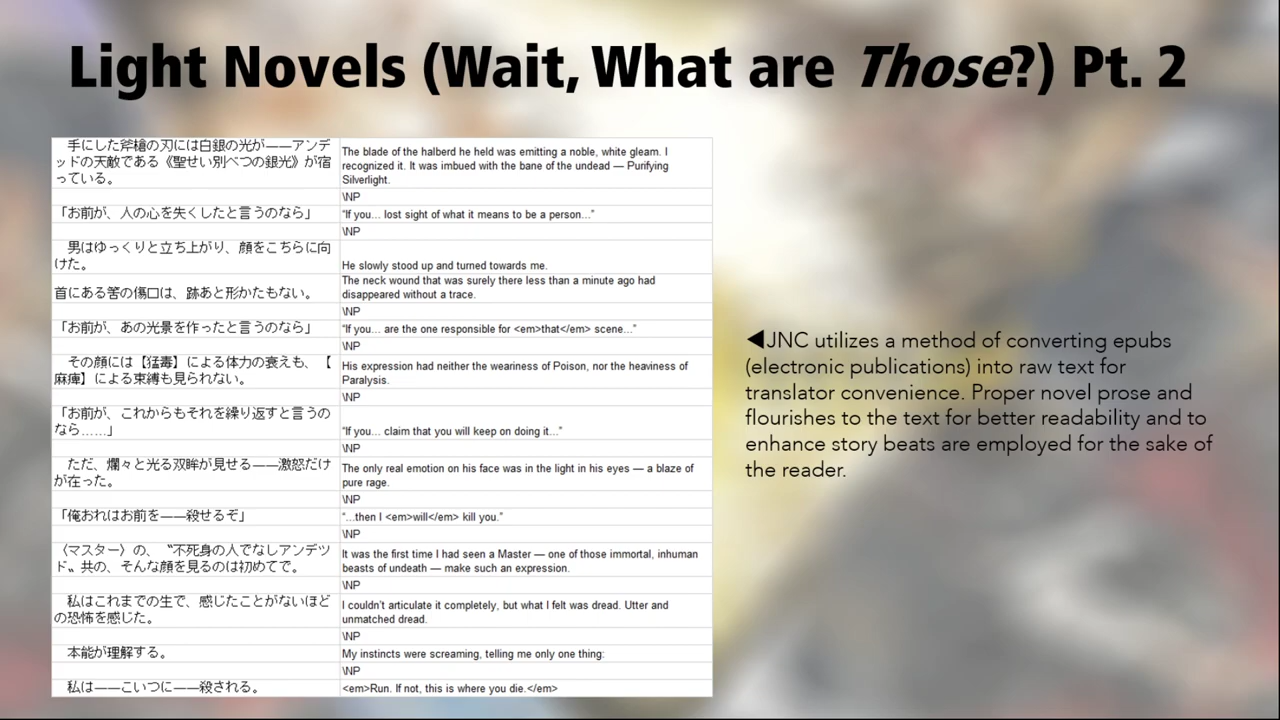 Light Novels (Wait, What are Those?) Pt. 2
手にした斧槍の刃には白銀の光が——アンデ
ッドの天敵である《聖せい別べつの銀光》が宿
っている。
The blade of the halberd he held was emitting a noble, white gleam. I
recognized it. It was imbued with the bane of the undead — Purifying
Silverlight.
\NP
「お前が、人の心を失くしたと言うのなら」
“If you... lost sight of what it means to be a person...”
\NP
男はゆっくりと立ち上がり、顔をこちらに向
けた。
He slowly stood up and turned towards me.
首にある筈の傷口は、跡あと形かたもない。
The neck wound that was surely there less than a minute ago had
disappeared without a trace.
\NP
「お前が、あの光景を作ったと言うのなら」
“If you... are the one responsible for <em>that</em> scene...”
\NP
その顔には【猛毒】による体力の衰えも、【
麻痺】による束縛も見られない。
His expression had neither the weariness of Poison, nor the heaviness of
Paralysis.
\NP
「お前が、これからもそれを繰り返すと言うの
なら……」
“If you... claim that you will keep on doing it...”
\NP
ただ、爛々と光る双眸が見せる——激怒だけ
が在った。
The only real emotion on his face was in the light in his eyes — a blaze of
pure rage.
\NP
「俺おれはお前を——殺せるぞ」
“...then I <em>will</em> kill you.”
\NP
〈マスター〉の、〝不死身の人でなしアンデッ
ド〟共の、そんな顔を見るのは初めてで。
It was the first time I had seen a Master — one of those immortal, inhuman
beasts of undeath — make such an expression.
\NP
私はこれまでの生で、感じたことがないほど
の恐怖を感じた。
I couldn’t articulate it completely, but what I felt was dread. Utter and
unmatched dread.
\NP
本能が理解する。
My instincts were screaming, telling me only one thing:
\NP
私は——こいつに——殺される。
<em>Run. If not, this is where you die.</em>
◀JNC utilizes a method of converting epubs
(electronic publications) into raw text for
translator convenience. Proper novel prose and
flourishes to the text for better readability and to
enhance story beats are employed for the sake of
the reader.